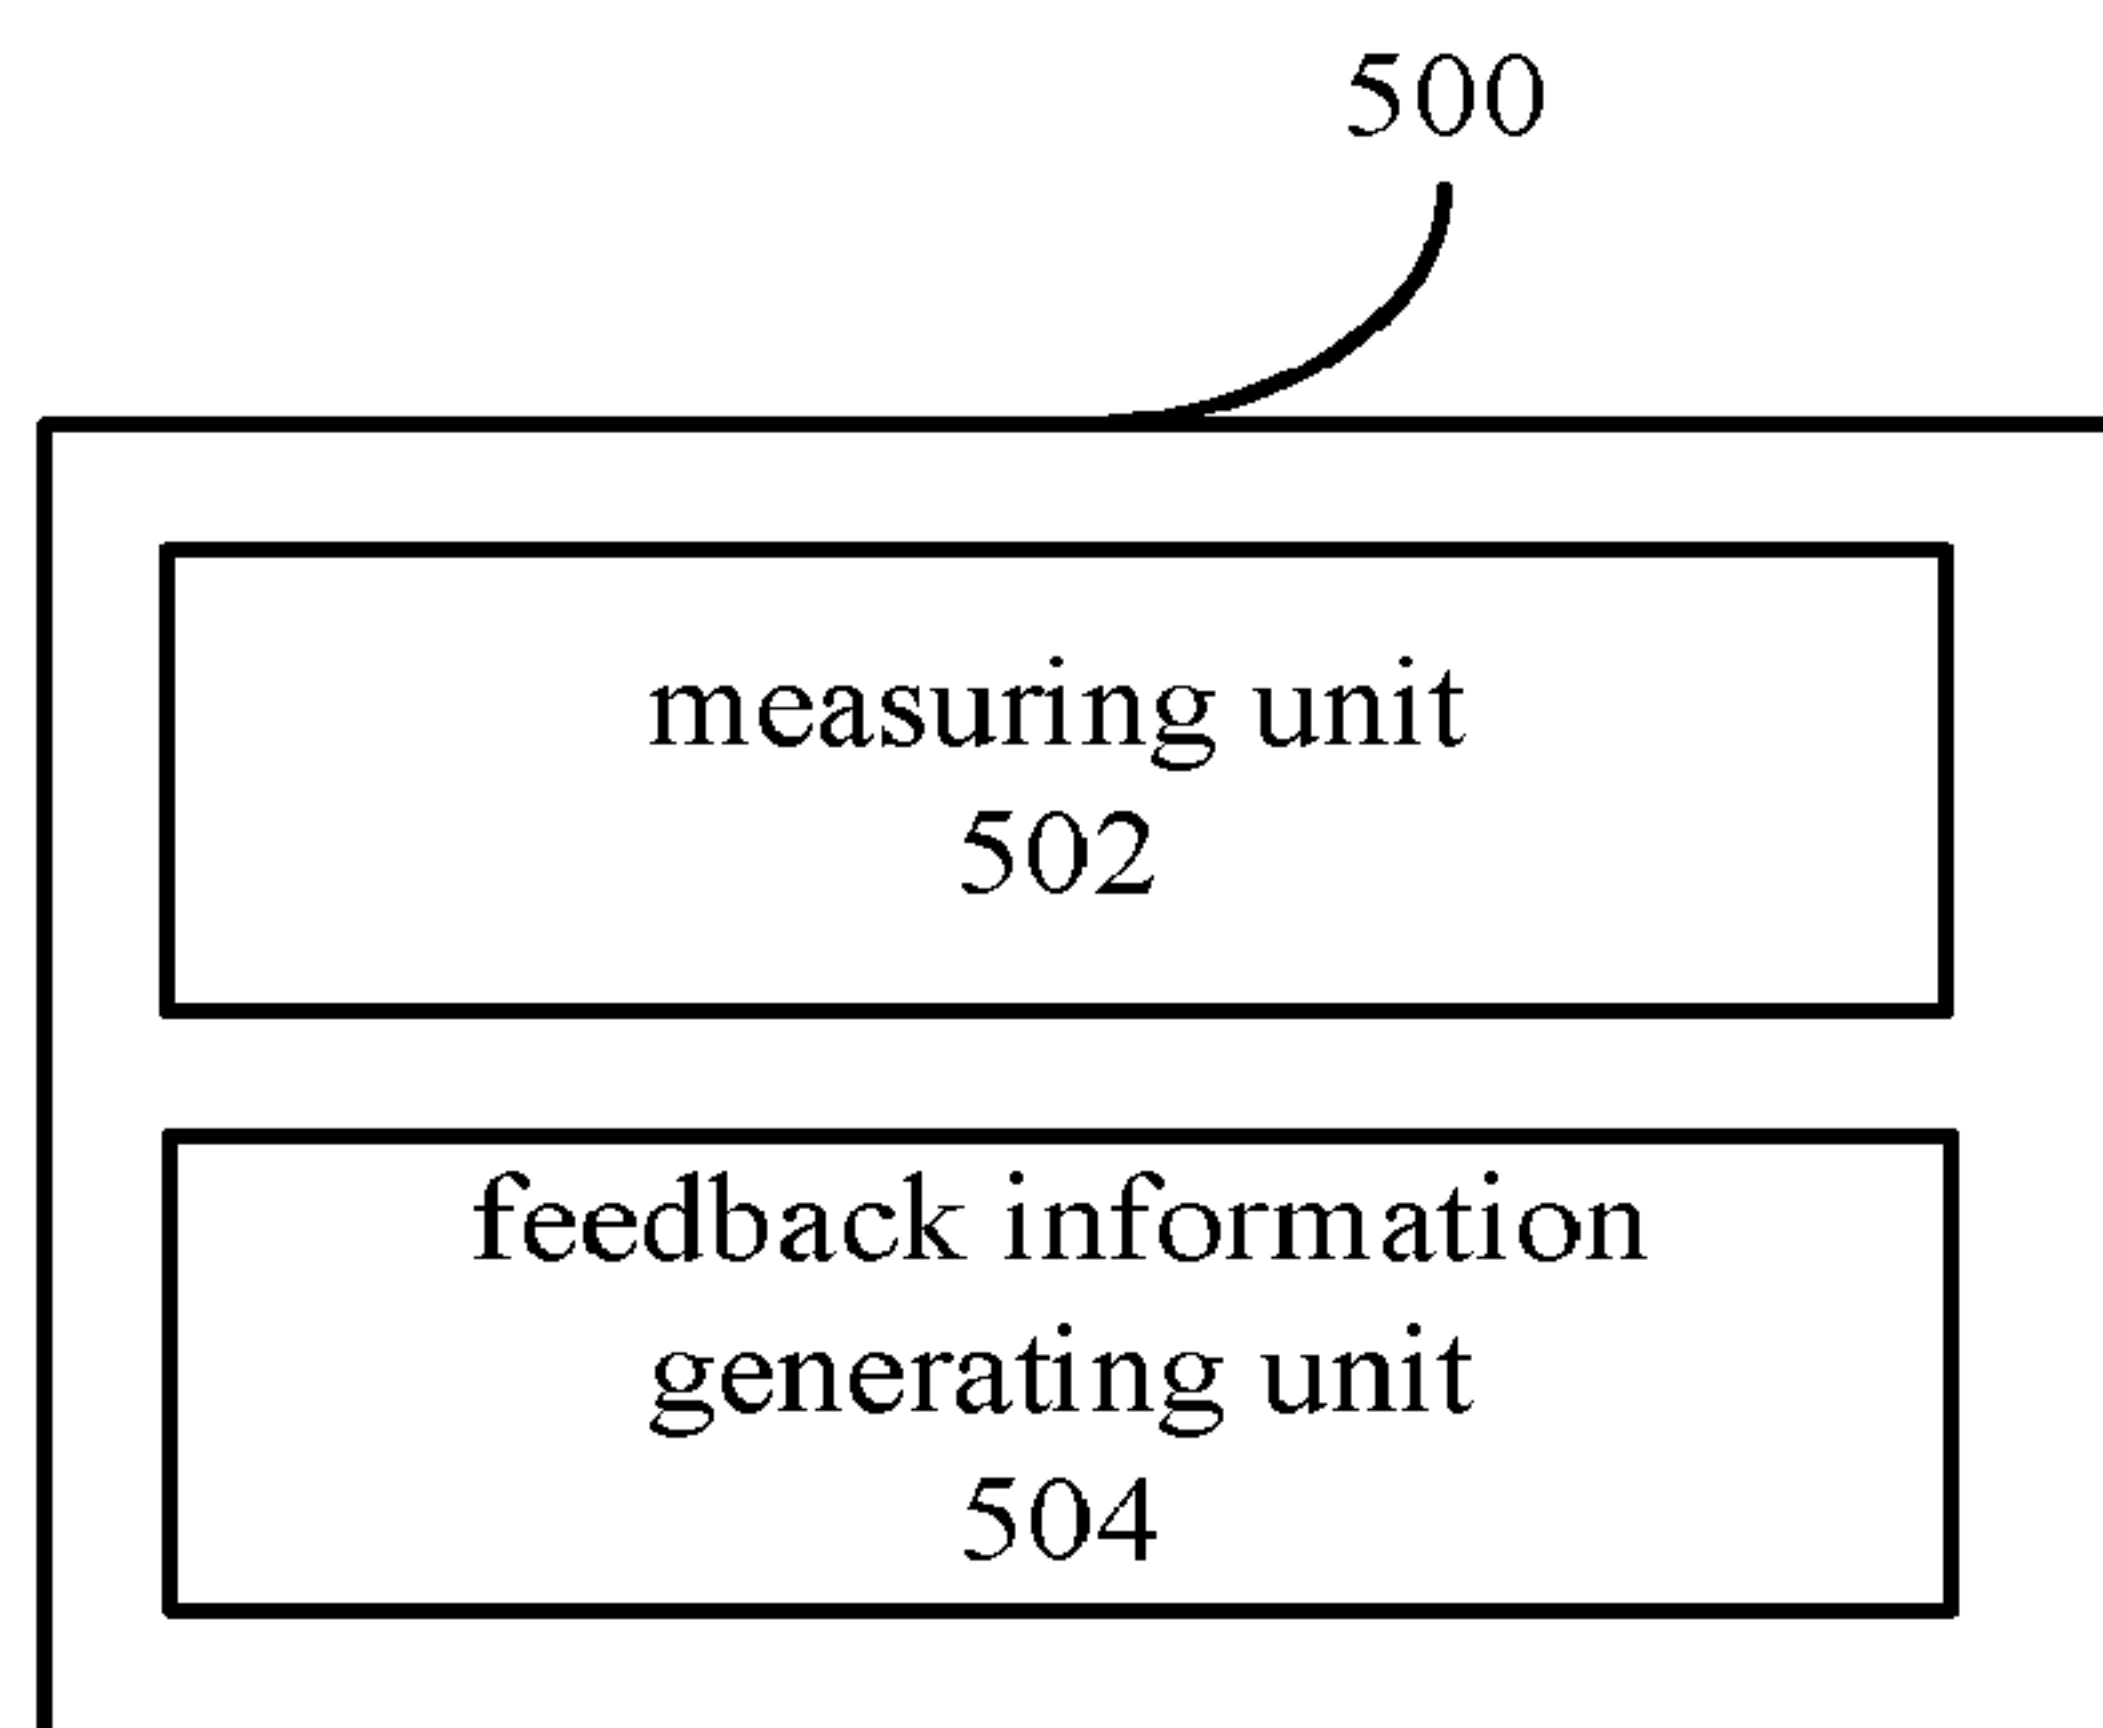 500
measuring unit
502
feedback information
generating unit
504